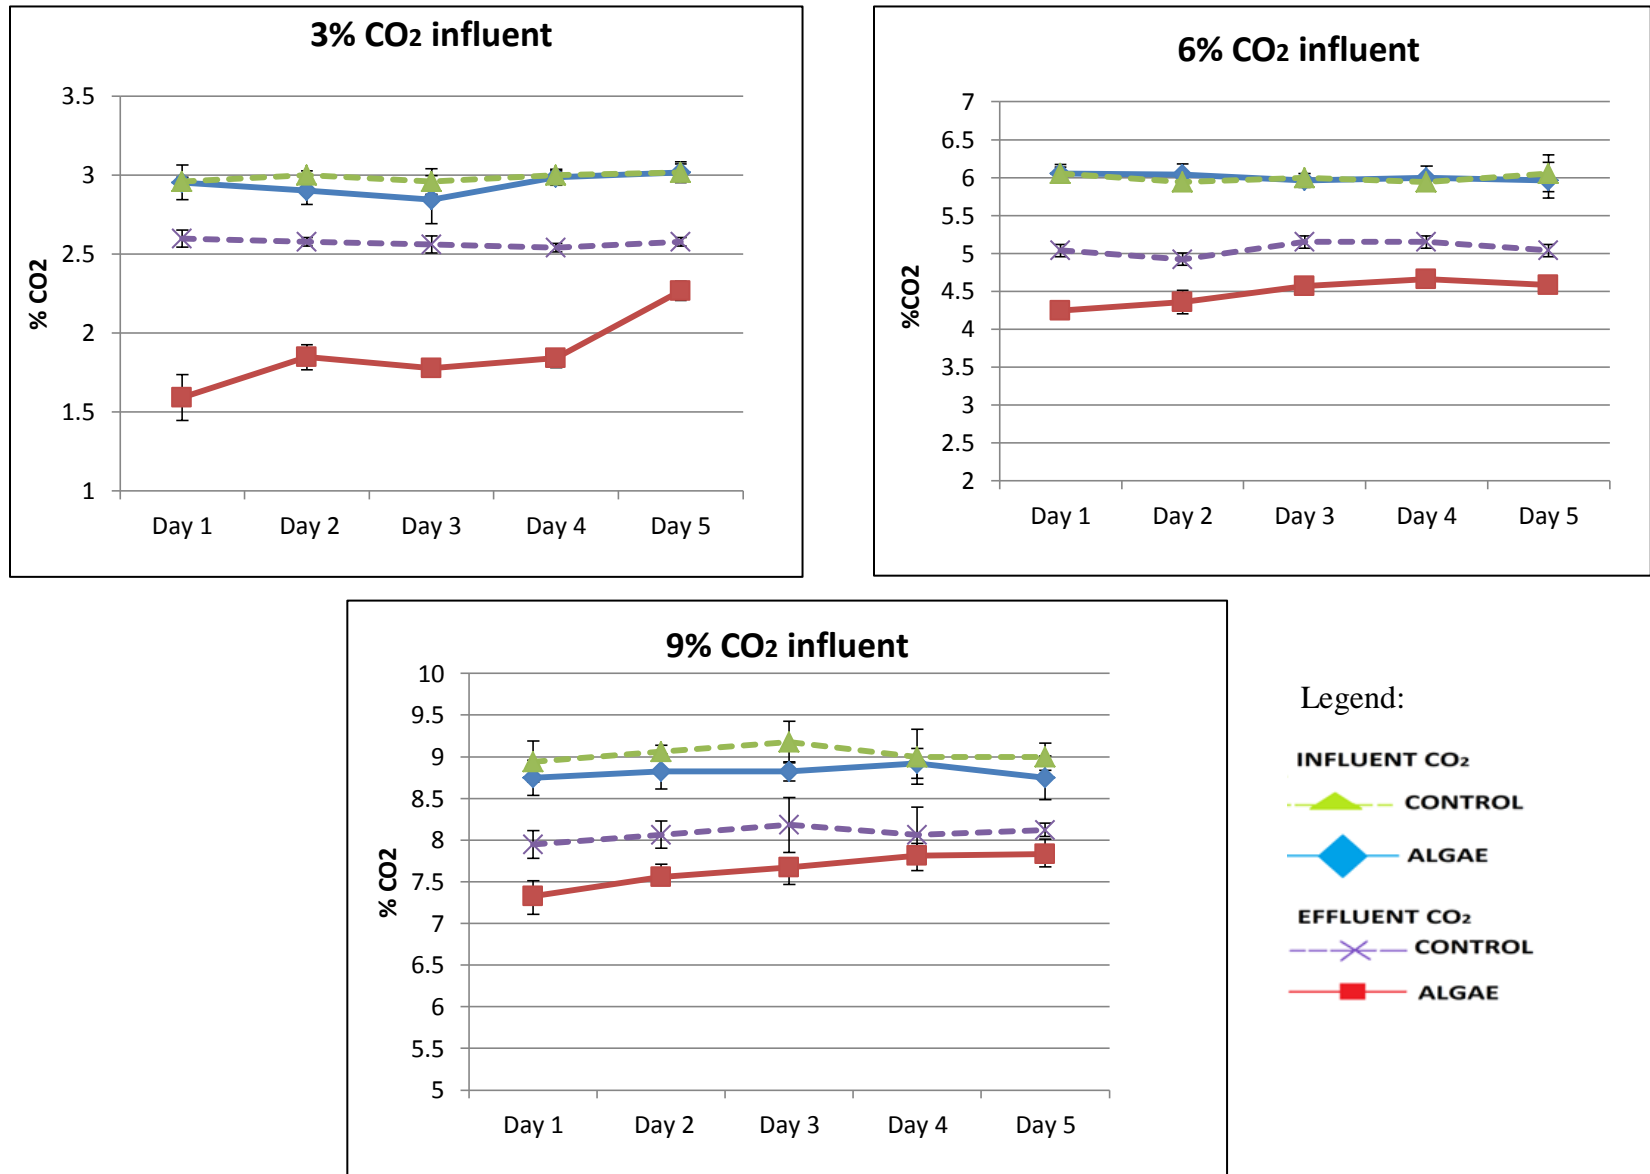 3% CO2 influent
3.5
3
2.5
2
1.5
1
% CO2
Day 1 Day 2 Day 3 Day 4 Day 5
6% CO2 influent
7
6.5
6
5.5
5
4.5
4
3.5
3
2.5
2
%CO2
Day 1 Day 2 Day 3 Day 4 Day 5
9% CO2 influent
10
9.5
9
8.5
8
7.5
7
6.5
6
5.5
5
% CO2
Day 1 Day 2 Day 3 Day 4 Day 5
Legend:
INFLUENT CO2
CONTROL
ALGAE
EFFLUENT CO2
CONTROL
ALGAE